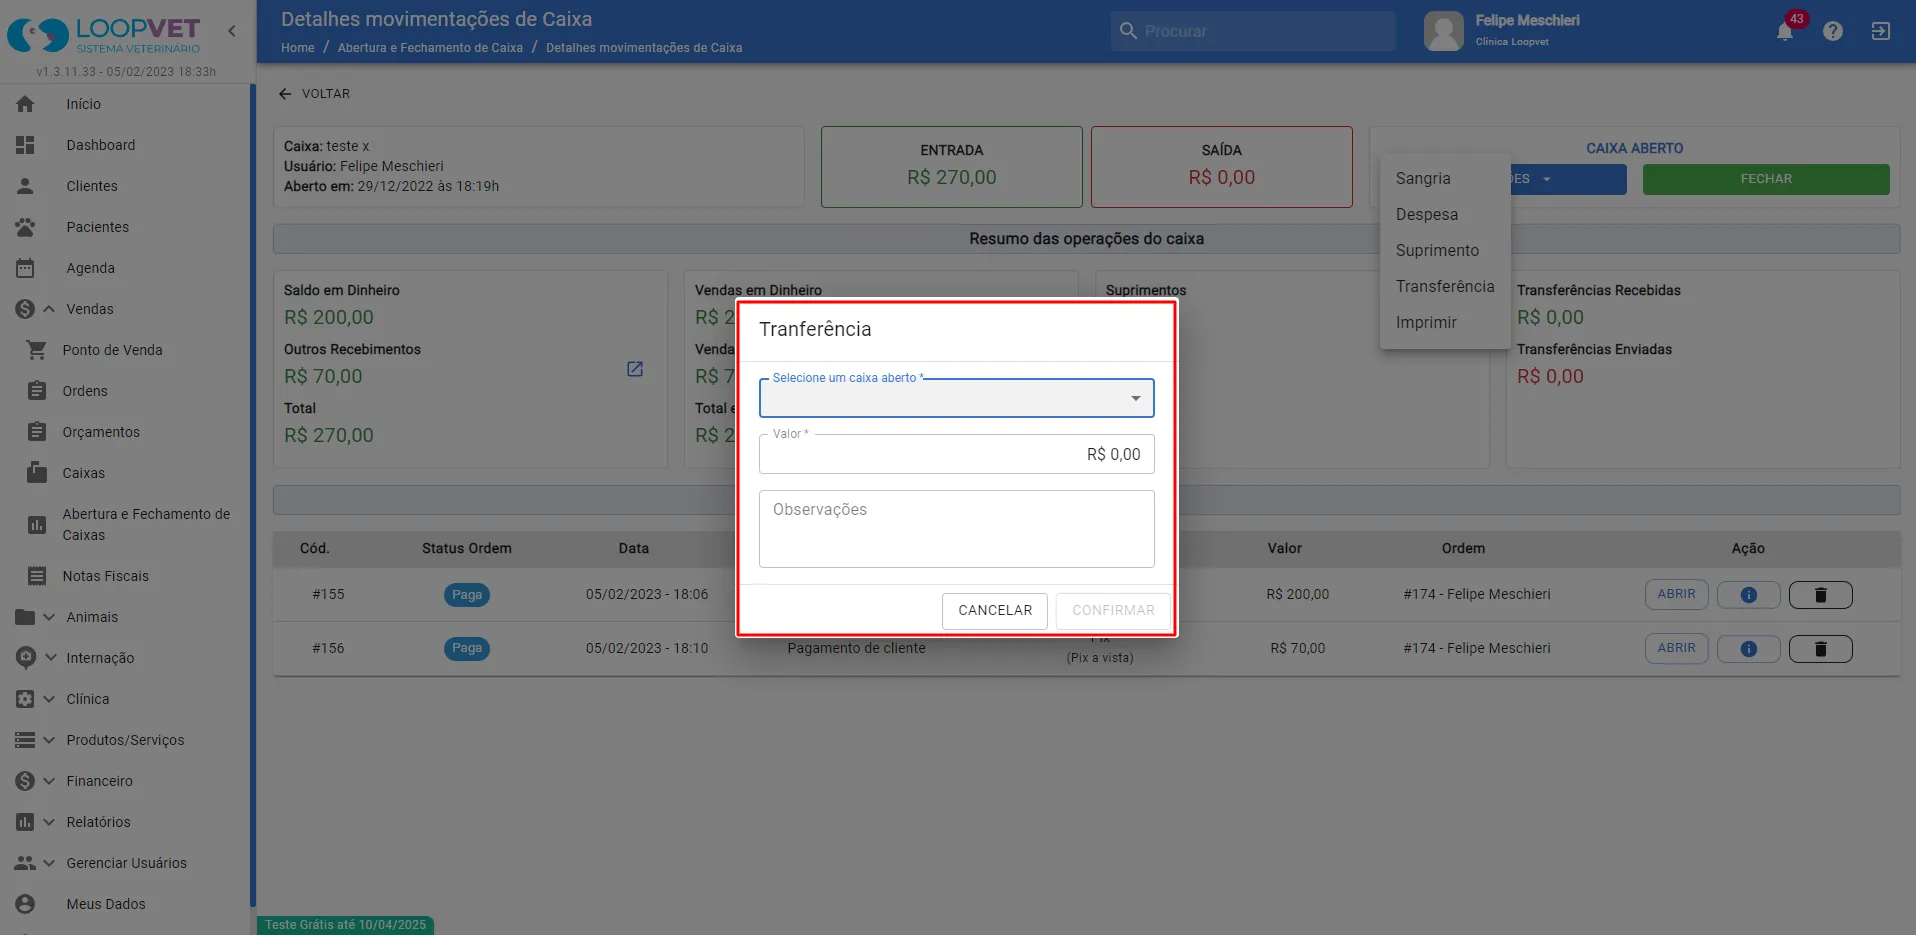 LOOPVET
SISTEMA VETERINÁRIO
v1.3.11.33 - 05/02/2023 18:33h
Início
Dashboard
Clientes
Pacientes
Agenda
Vendas
Ponto de Venda
Ordens
Orçamentos
Caixas
Abertura e Fechamento de
Caixas
Notas Fiscais
Animais
Internação
Clínica
Produtos/Serviços
Financeiro
Relatórios
Gerenciar Usuários
Meus Dados
Detalhes movimentações de Caixa
Home / Abertura e Fechamento de Caixa / Detalhes movimentações de Caixa
Procurar
Felipe Meschieri
Clínica Loopvet
43
VOLTAR
Caixa: teste x
Usuário: Felipe Meschieri
Aberto em: 29/12/2022 às 18:19h
ENTRADA
R$ 270,00
SAÍDA
R$ 0,00
CAIXA ABERTO
FECHAR
Sangria
Despesa
Suprimento
Transferência
Imprimir
Resumo das operações do caixa
Saldo em Dinheiro
R$ 200,00
Outros Recebimentos
R$ 70,00
Total
R$ 270,00
Vendas em Dinheiro
R$ 2
Venda
R$ 7
Total e
R$ 2
Suprimentos
Transferências Recebidas
R$ 0,00
Transferências Enviadas
R$ 0,00
Tranferência
Selecione um caixa aberto *
Valor *
R$ 0,00
Observações
CANCELAR CONFIRMAR
Cód. Status Ordem Data Valor Ordem Ação
#155 Paga 05/02/2023 - 18:06 R$ 200,00 #174 - Felipe Meschieri ABRIR
#156 Paga 05/02/2023 - 18:10 Pagamento de cliente Pix R$ 70,00 #174 - Felipe Meschieri ABRIR
(Pix a vista)
Teste Grátis até 10/04/2025